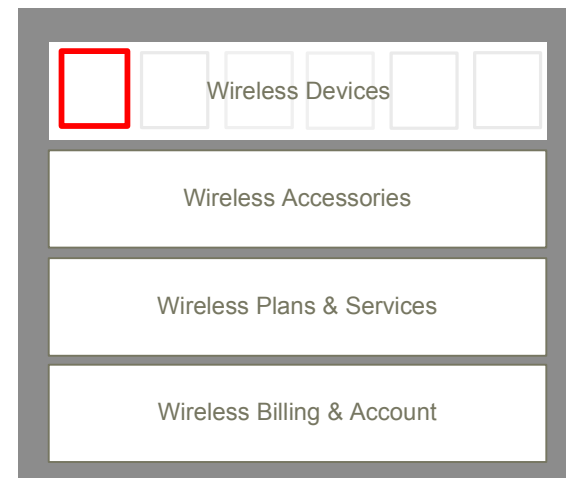 Wireless Devices
Wireless Accessories
Wireless Plans & Services
Wireless Billing & Account